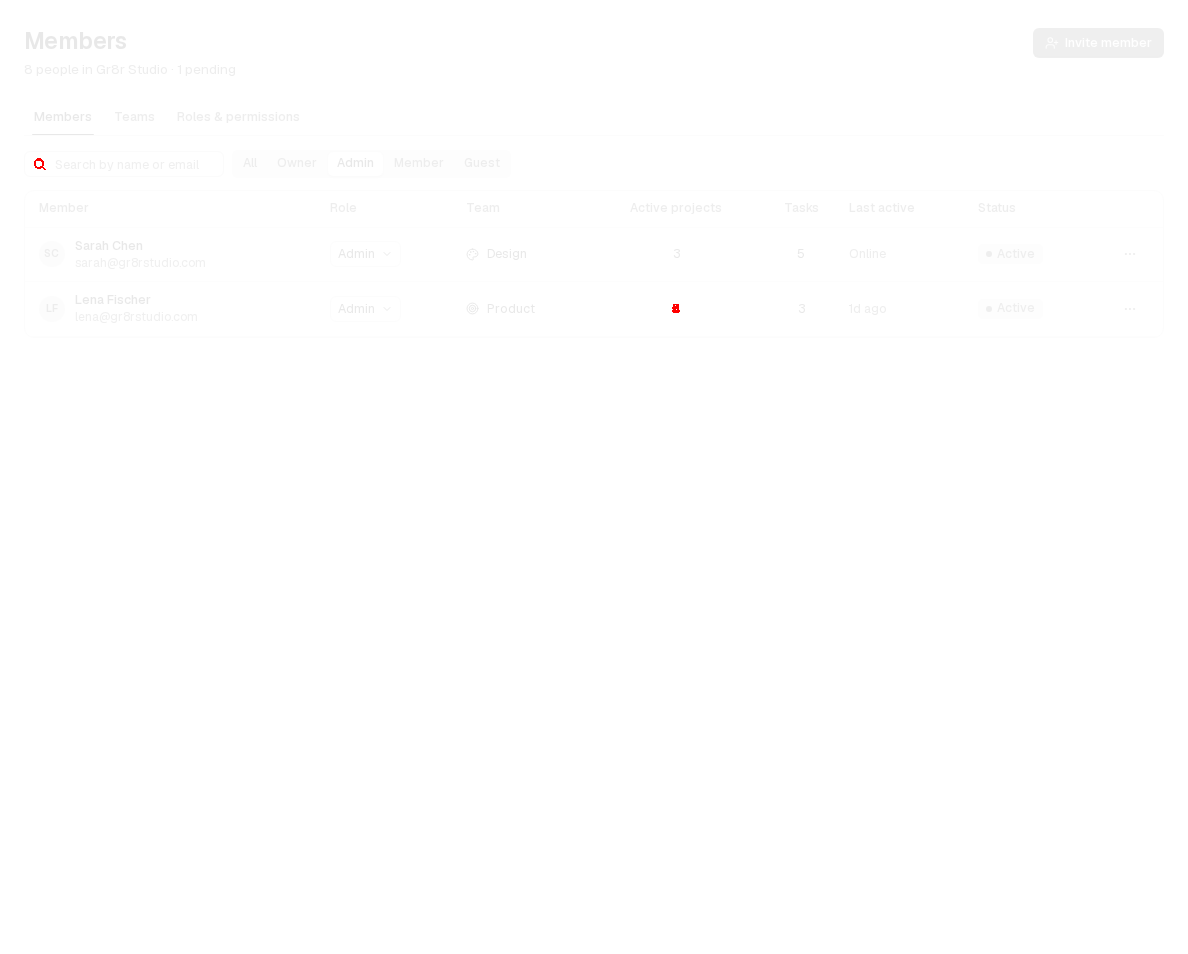 Members
Invite member
8 people in Gr8r Studio · 1 pending
Members Teams Roles & permissions
Search by name or email
All Owner Admin Member Guest
Member Role Team Active projects Tasks Last active Status
SC Sarah Chen Admin Design 3 5 Online Active
sarah@gr8rstudio.com
LF Lena Fischer Admin Product 3 1d ago Active
lena@gr8rstudio.com